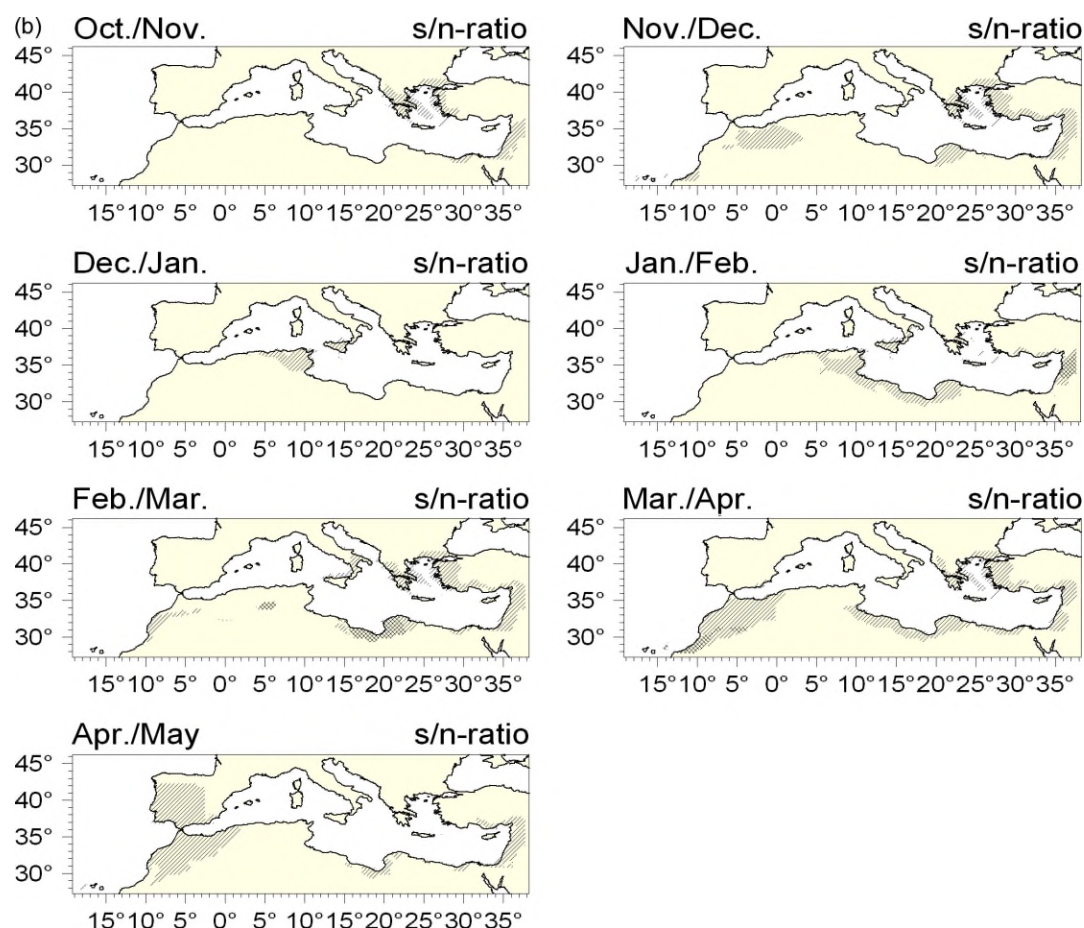 (b) Oct./Nov. s/n-ratio Nov./Dec. s/n-ratio
45° 45°
40° 40°
35° 35°
30° 30°
15° 10° 5° 0° 5° 10° 15° 20° 25° 30° 35° 15° 10° 5° 0° 5° 10° 15° 20° 25° 30° 35°
Dec./Jan. s/n-ratio Jan./Feb. s/n-ratio
45° 45°
40° 40°
35° 35°
30° 30°
15° 10° 5° 0° 5° 10° 15° 20° 25° 30° 35° 15° 10° 5° 0° 5° 10° 15° 20° 25° 30° 35°
Feb./Mar. s/n-ratio Mar./Apr. s/n-ratio
45° 45°
40° 40°
35° 35°
30° 30°
15° 10° 5° 0° 5° 10° 15° 20° 25° 30° 35° 15° 10° 5° 0° 5° 10° 15° 20° 25° 30° 35°
Apr./May s/n-ratio
45°
40°
35°
30°
15° 10° 5° 0° 5° 10° 15° 20° 25° 30° 35°